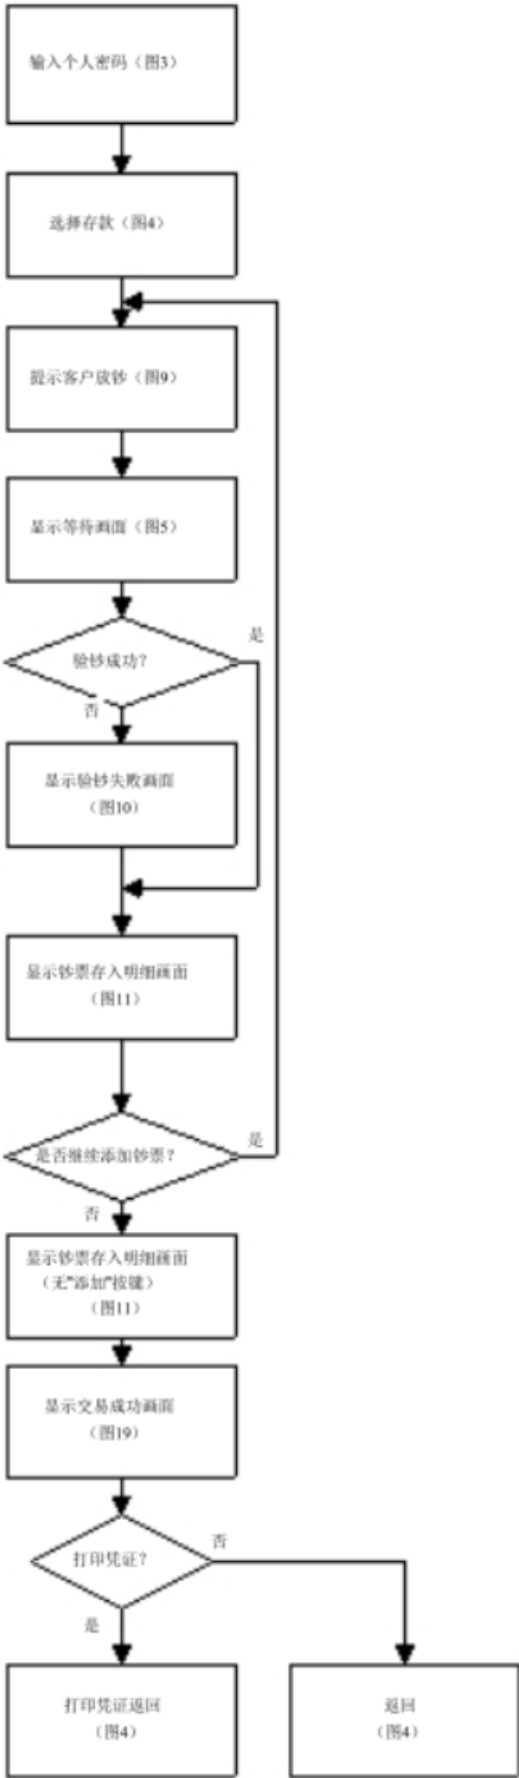 输入个人密码（图3）
选择存款（图4）
提示客户放钞（图9）
显示等待画面（图5）
是
验钞成功？
否
显示验钞失败画面
（图10）
显示钞票存入明细画面
（图11）
是
是否继续添加钞票？
否
显示钞票存入明细画面
（无"添加"按键）
（图11）
显示交易成功画面
（图19）
否
打印凭证？
是
打印凭证返回
（图4）
返回
（图4）